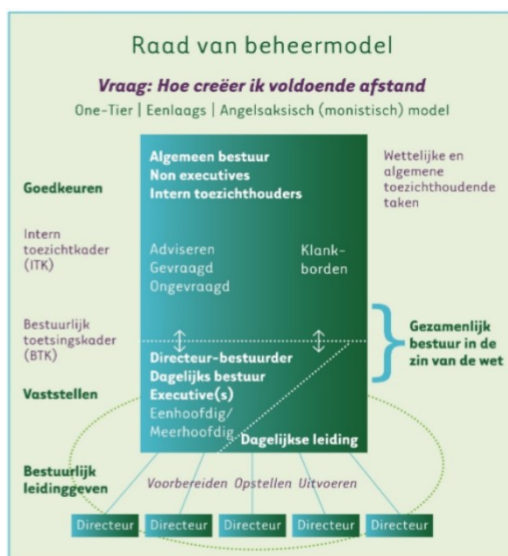 Raad van beheermodel
Vraag: Hoe creëer ik voldoende afstand
One-Tier | Eenlaags | Angelsaksisch (monistisch) model
Algemeen bestuur
Non executives
Intern toezichthouders
Wettelijke en
algemene
toezichthoudende
taken
Goedkeuren
Intern
toezichtkader
(ITK)
Adviseren
Gevraagd
Ongevraagd
Klank-
borden
Bestuurlijk
toetsingskader
(BTK)
Gezamenlijk
bestuur in de
zin van de wet
Directeur-bestuurder
Dagelijks bestuur
Executive(s)
Eenhoofdig/
Meerhoofdig
Vaststellen
Dagelijkse leiding
Bestuurlijk
leidinggeven
Voorbereiden Opstellen Uitvoeren
Directeur Directeur Directeur Directeur Directeur